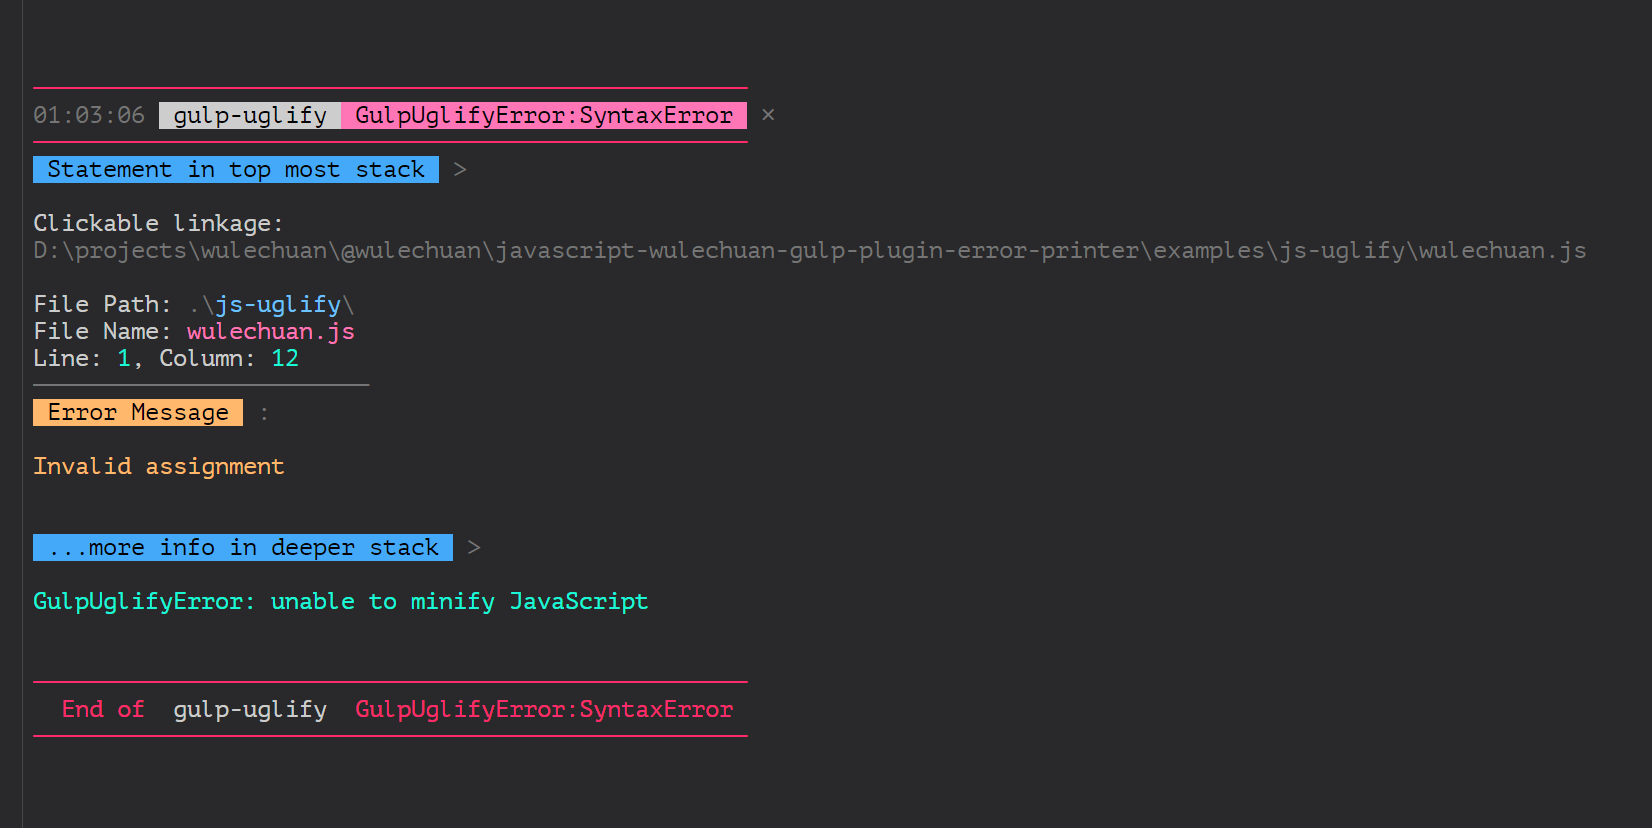 01:03:06 gulp-uglify GulpUglifyError:SyntaxError ×
Statement in top most stack >
Clickable linkage:
D:\projects\wulechuan\@wulechuan\javascript-wulechuan-gulp-plugin-error-printer\examples\js-uglify\wulechuan.js
File Path: .\js-uglify\
File Name: wulechuan.js
Line: 1, Column: 12
Error Message :
Invalid assignment
...more info in deeper stack >
GulpUglifyError: unable to minify JavaScript
End of gulp-uglify GulpUglifyError:SyntaxError